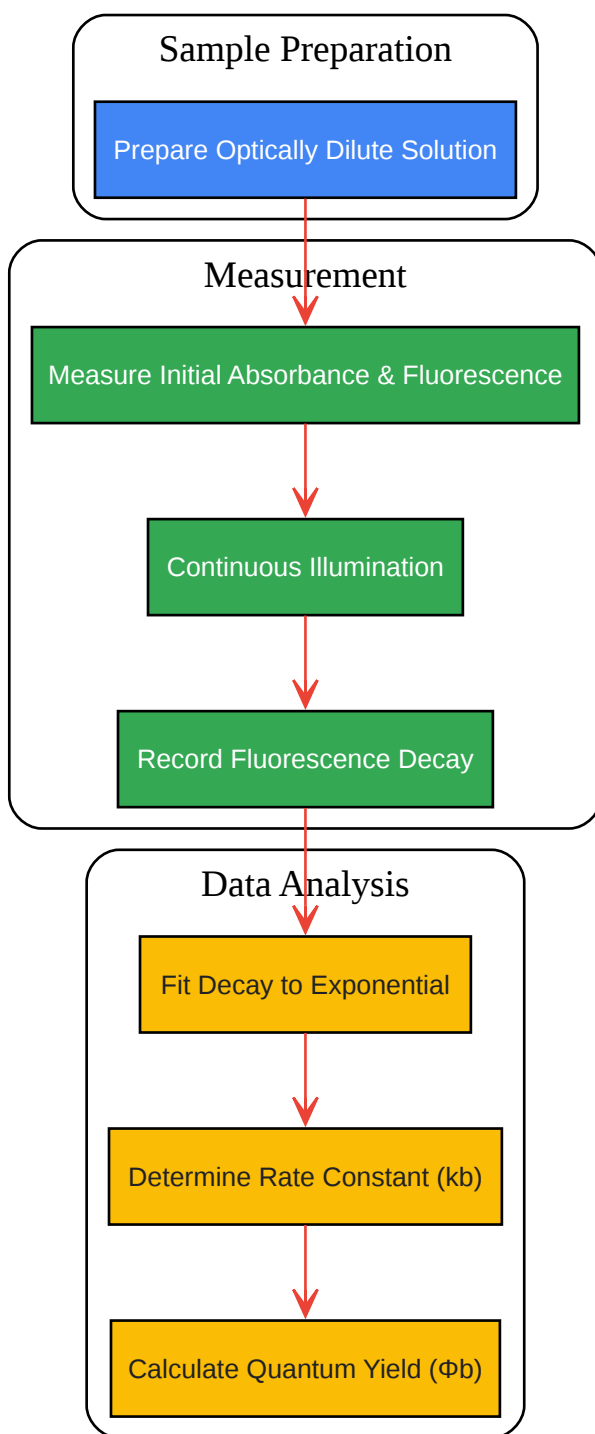 Sample Preparation
Prepare Optically Dilute Solution
Measurement
Measure Initial Absorbance & Fluorescence
Continuous Illumination
Record Fluorescence Decay
Data Analysis
Fit Decay to Exponential
Determine Rate Constant (kb)
Calculate Quantum Yield (Φb)